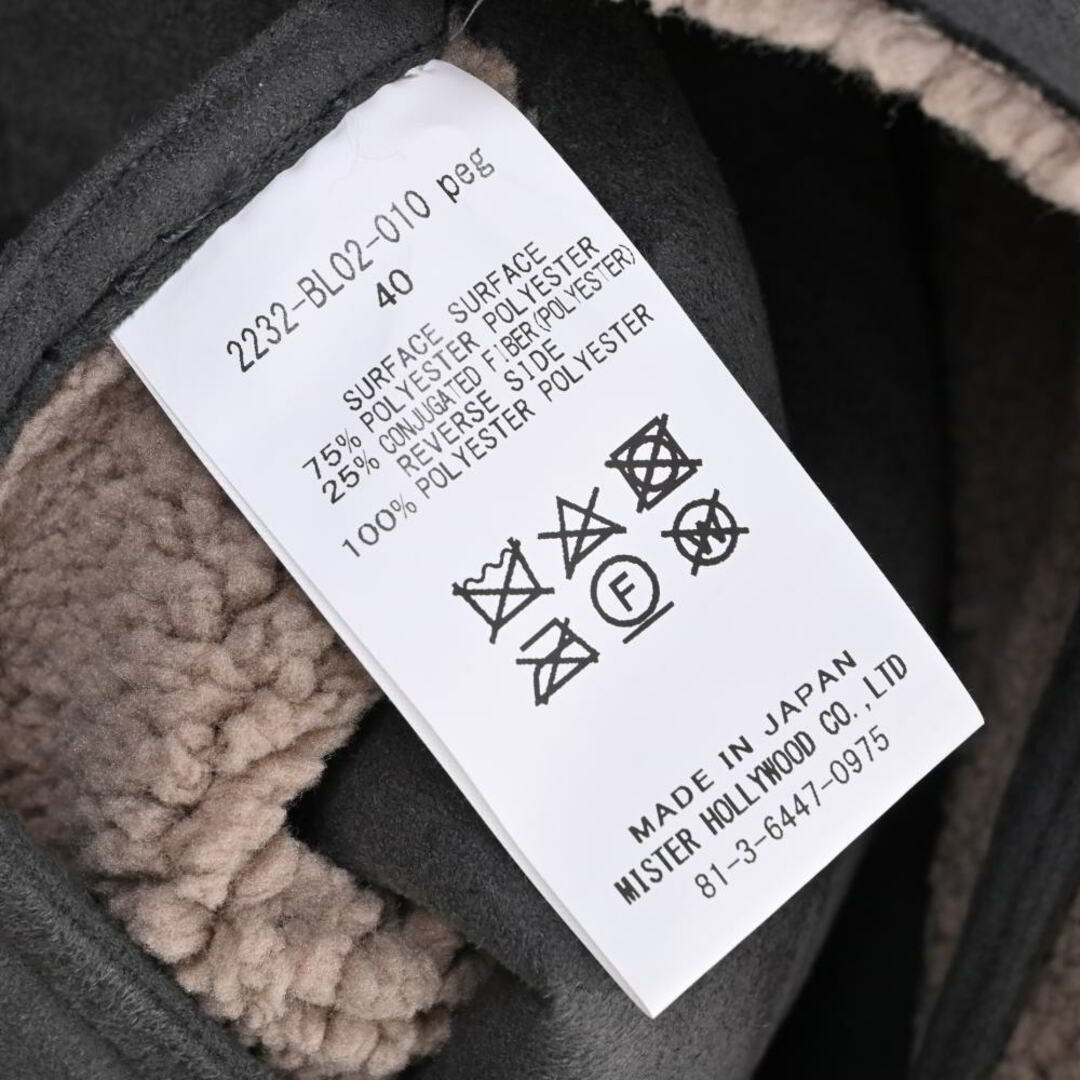 2232-BL02-010 peg
40
SURFACE SURFACE
75% POLYESTER POLYESTER
25% CONJUGATED FIBER(POLYESTER)
REVERSE SIDE
100% POLYESTER POLYESTER
F
W
MADE IN JAPAN
MISTER HOLLYWOOD CO.,LTD
81-3-6447-0975